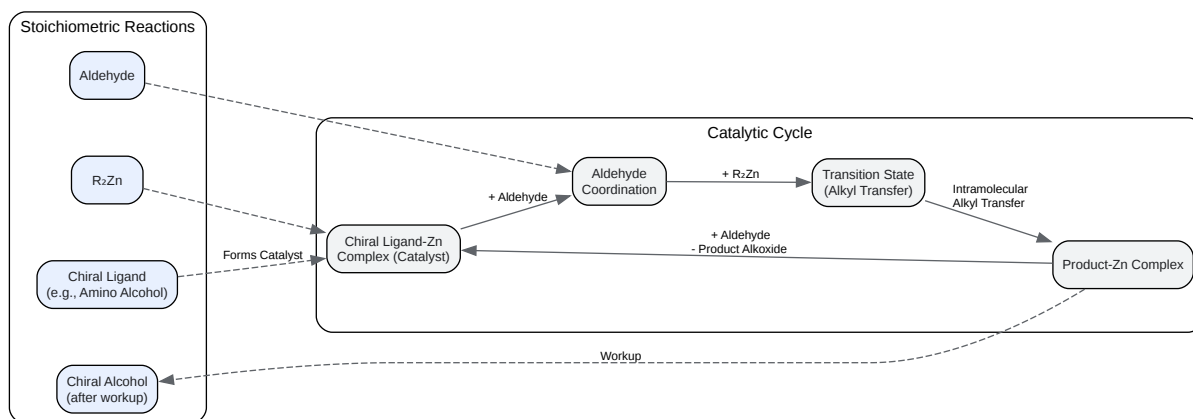 Stoichiometric Reactions
Aldehyde
R₂Zn
Chiral Ligand
(e.g., Amino Alcohol)
Chiral Alcohol
(after workup)
Forms Catalyst
Catalytic Cycle
Chiral Ligand-Zn
Complex (Catalyst)
+ Aldehyde
Aldehyde
Coordination
+ R₂Zn
Transition State
(Alkyl Transfer)
Intramolecular
Alkyl Transfer
Product-Zn Complex
+ Aldehyde
- Product Alkoxide
Workup